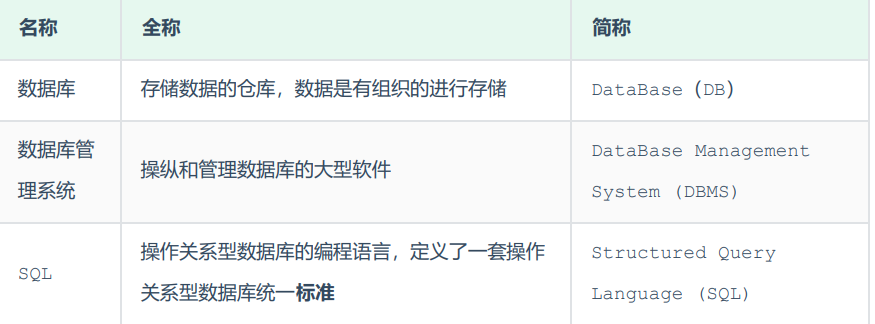 名称 全称 简称
数据库 存储数据的仓库，数据是有组织的进行存储 DataBase (DB)
数据库管
理系统
操纵和管理数据库的大型软件
DataBase Management
System (DBMS)
SQL
操作关系型数据库的编程语言，定义了一套操作
关系型数据库统一标准
Structured Query
Language (SQL)